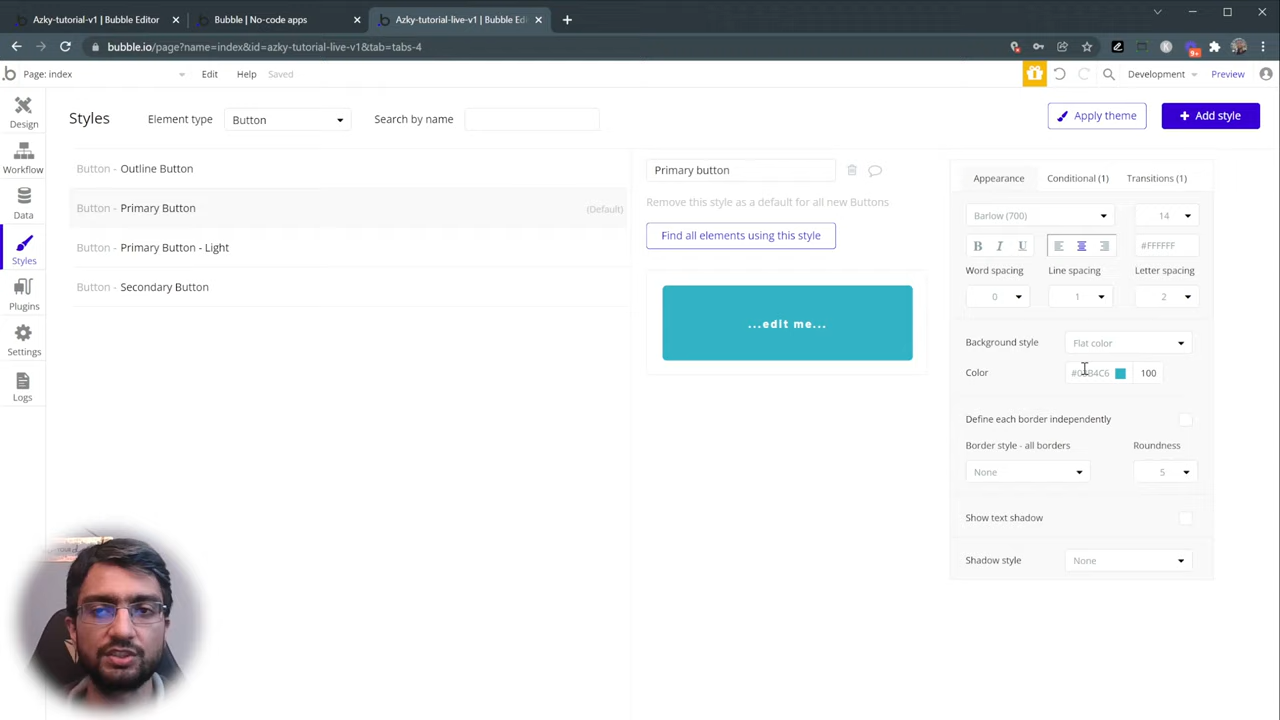 Azky-tutorial-v1 | Bubble Editor
Bubble | No-code apps
Azky-tutorial-live-v1 | Bubble Edi
bubble.io/page?name=index&id=azky-tutorial-live-v1&tab=tabs-4
9+
Page: index
Edit
Help
Saved
Development
Preview
Design
Workflow
Data
Styles
Plugins
Settings
Logs
Styles
Element type
Button
Search by name
Apply theme
+ Add style
Button - Outline Button
Button - Primary Button
(Default)
Button - Primary Button - Light
Button - Secondary Button
Primary button
Remove this style as a default for all new Buttons
Find all elements using this style
...edit me...
Appearance
Conditional (1)
Transitions (1)
Barlow (700)
14
B I U
#FFFFFF
Word spacing
Line spacing
Letter spacing
0
1
2
Background style
Flat color
Color
100
Define each border independently
Border style - all borders
Roundness
None
5
Show text shadow
Shadow style
None